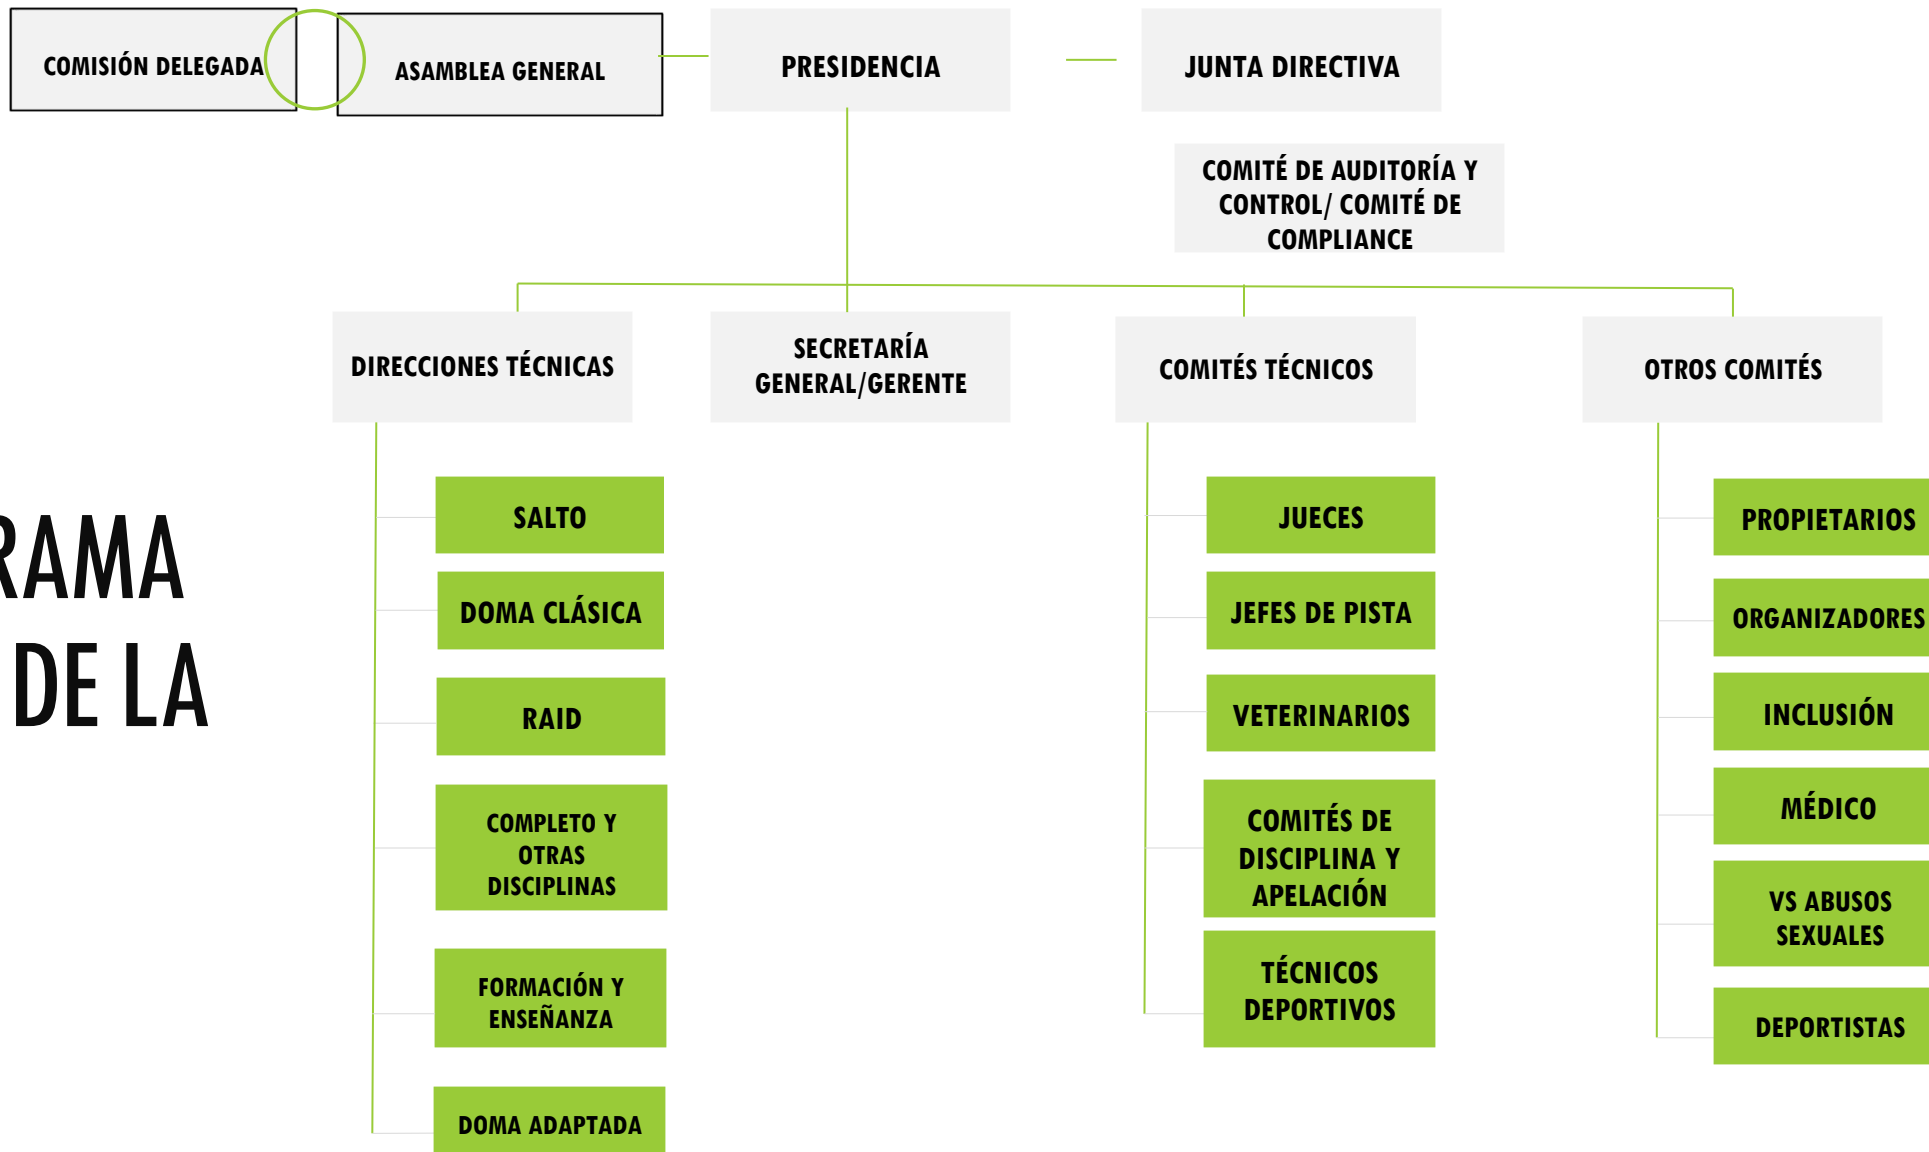 COMISIÓN DELEGADA
ASAMBLEA GENERAL
PRESIDENCIA
JUNTA DIRECTIVA
COMITÉ DE AUDITORÍA Y
CONTROL/ COMITÉ DE
COMPLIANCE
DIRECCIONES TÉCNICAS
SECRETARÍA
GENERAL/GERENTE
COMITÉS TÉCNICOS
OTROS COMITÉS
RAMA
DE LA
SALTO
DOMA CLÁSICA
RAID
COMPLETO Y
OTRAS
DISCIPLINAS
FORMACIÓN Y
ENSEÑANZA
DOMA ADAPTADA
JUECES
JEFES DE PISTA
VETERINARIOS
COMITÉS DE
DISCIPLINA Y
APELACIÓN
TÉCNICOS
DEPORTIVOS
PROPIETARIOS
ORGANIZADORES
INCLUSIÓN
MÉDICO
VS ABUSOS
SEXUALES
DEPORTISTAS